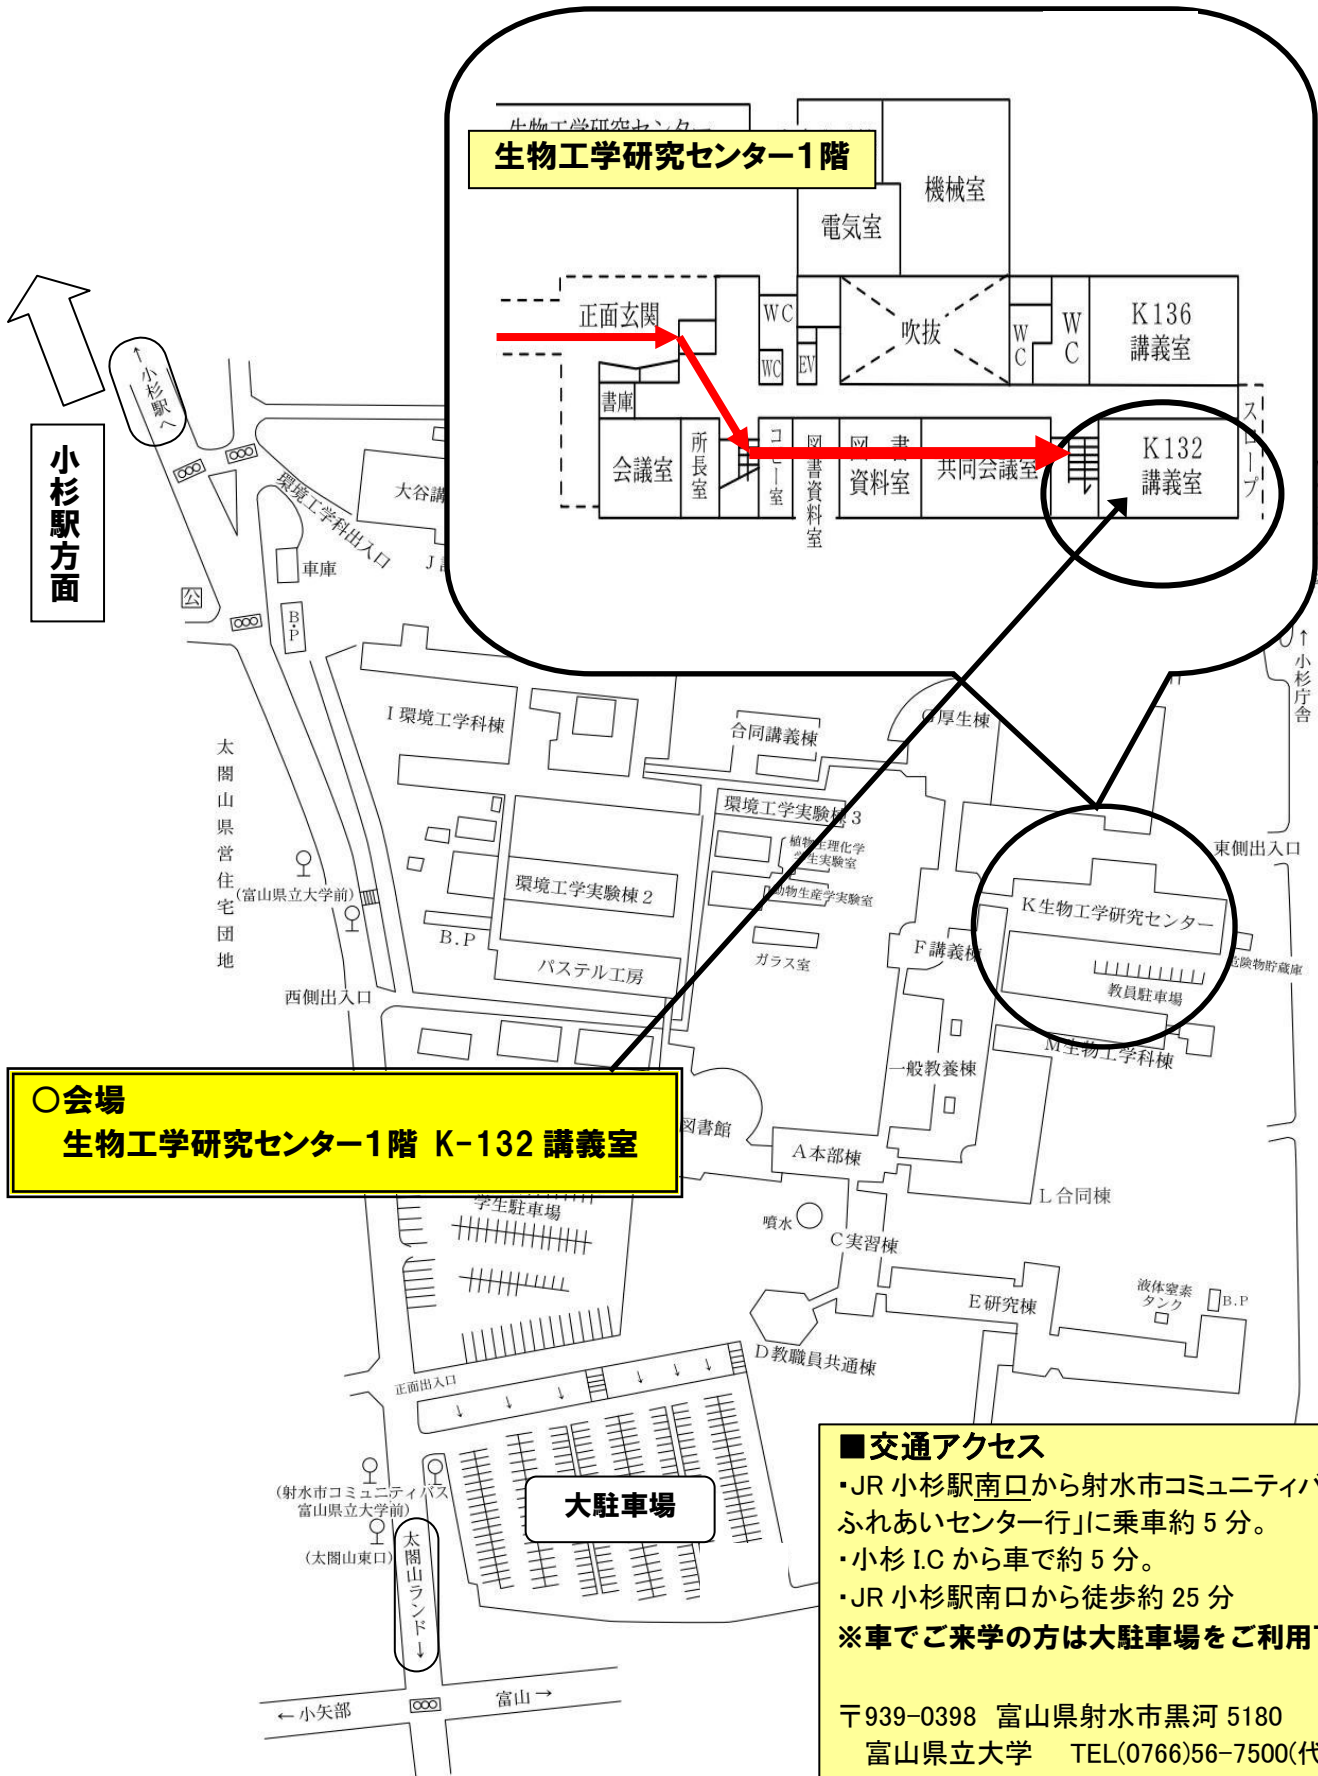 生物工学研究センター1階
機械室
電気室
正面玄関
WC
WC
EV
吹抜
WC
WC
K136
講義室
書庫
会議室
所長室
コピー室
図書資料室
図書
資料室
共同会議室
K132
講義室
スロープ
←小杉駅へ
小杉駅方面
環境工学科出入口
大谷講
J
車庫
公
B.P
↑小杉庁舎
I環境工学科棟
合同講義棟
G厚生棟
太閤山県営住宅団地
環境工学実験棟3
植物生理化学
学生実験室
動物生産学実験室
東側出入口
(富山県立大学前)
環境工学実験棟2
K生物工学研究センター
B.P
F講義棟
ガラス室
パステル工房
危険物貯蔵庫
教員駐車場
西側出入口
M生物工学科棟
一般教養棟
○会場
生物工学研究センター1階 K-132 講義室
図書館
A本部棟
L合同棟
学生駐車場
噴水
C実習棟
E研究棟
液体窒素
タンク
B.P
D教職員共通棟
正面出入口
(射水市コミュニティバス
富山県立大学前)
(太閤山東口)
太閤山ランド→
大駐車場
←小矢部
富山→
■交通アクセス
・JR 小杉駅南口から射水市コミュニティバ
ふれあいセンター行」に乗車約 5 分。
・小杉 I.C から車で約 5 分。
・JR 小杉駅南口から徒歩約 25 分
※車でご来学の方は大駐車場をご利用
〒939-0398 富山県射水市黒河 5180
富山県立大学 TEL(0766)56-7500(代